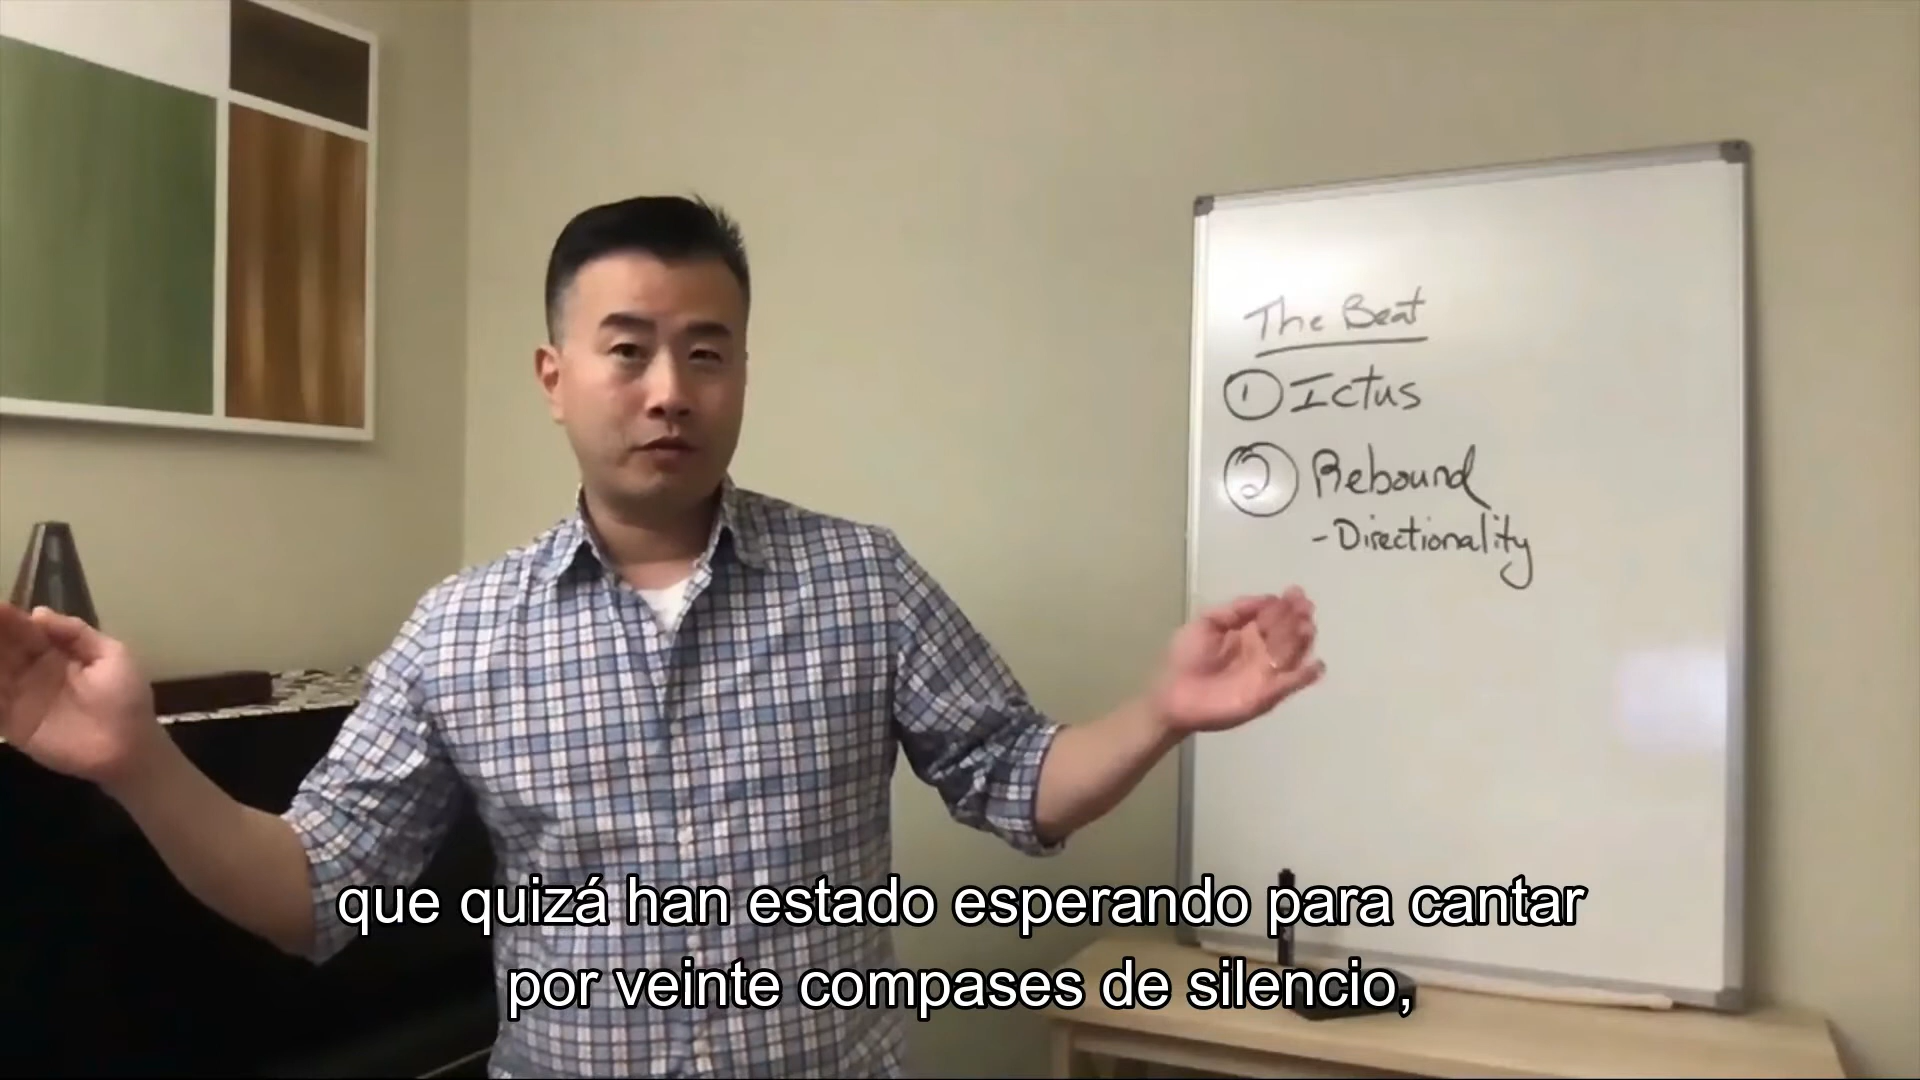 The Beat
1 Ictus
2 Rebound
- Directionality
que quizá han estado esperando para cantar
por veinte compases de silencio,